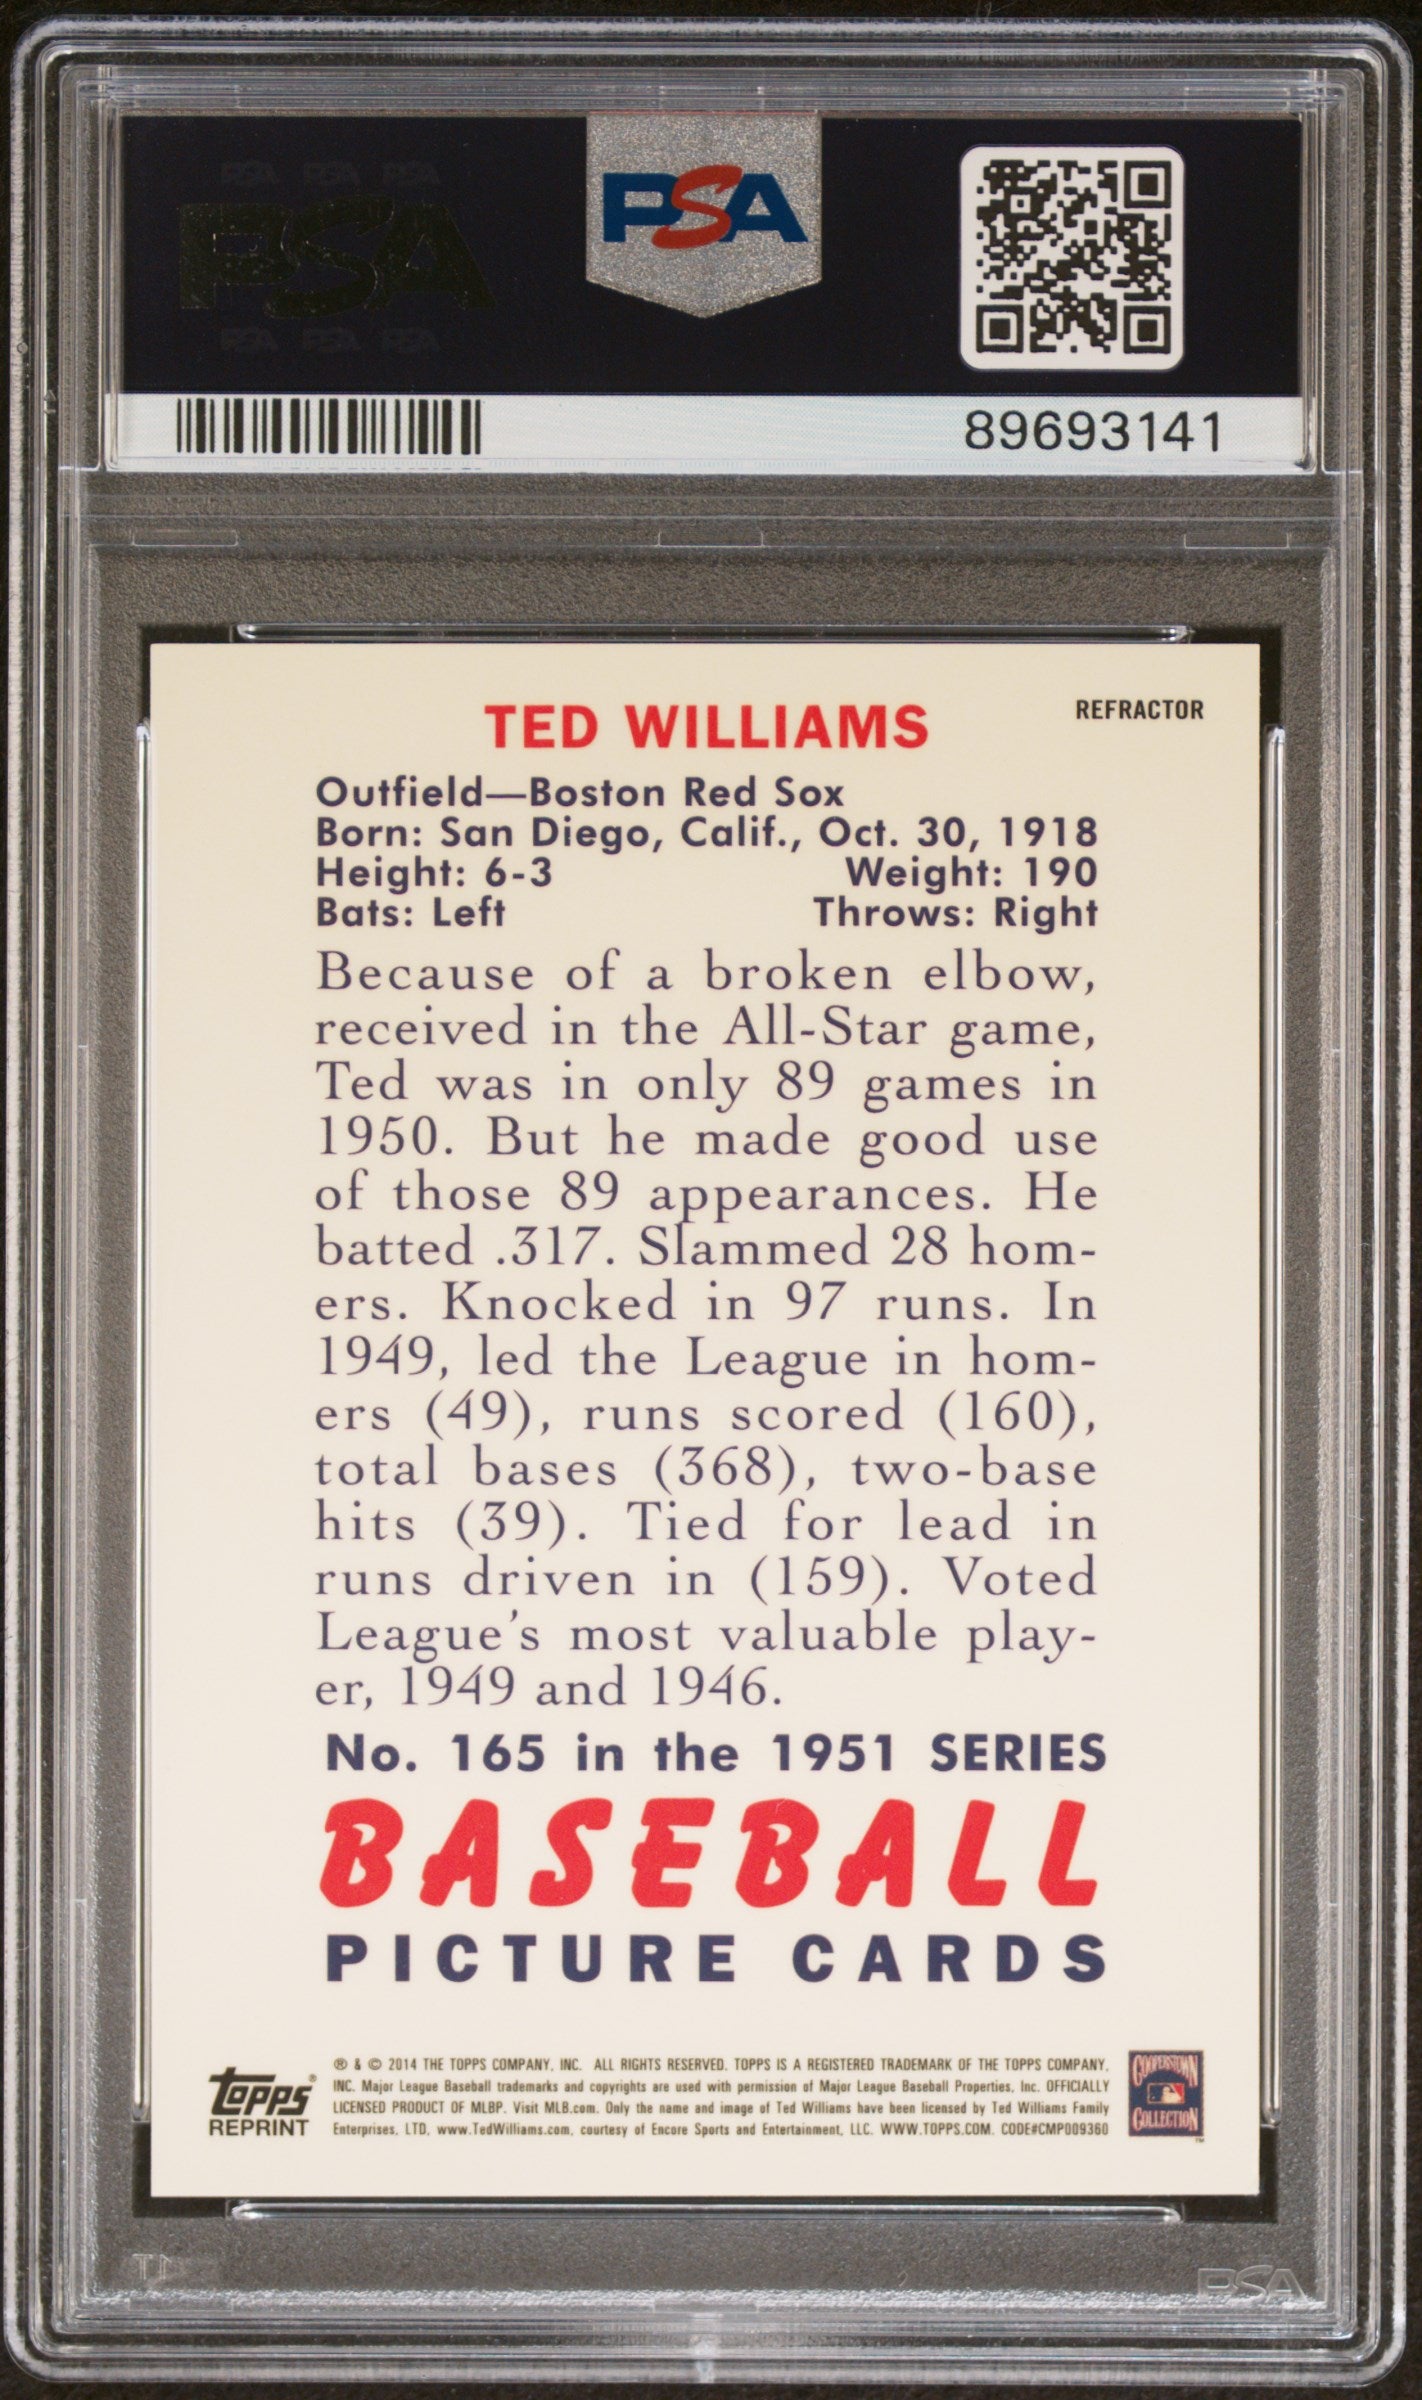 PSA PSA PSA
PSA
PSA PSA PSA
PSA
89693141
TED WILLIAMS
REFRACTOR
Outfield—Boston Red Sox
Born: San Diego, Calif., Oct. 30, 1918
Height: 6-3 Weight: 190
Bats: Left Throws: Right
Because of a broken elbow,
received in the All-Star game,
Ted was in only 89 games in
1950. But he made good use
of those 89 appearances. He
batted .317. Slammed 28 hom-
ers. Knocked in 97 runs. In
1949, led the League in hom-
ers (49), runs scored (160),
total bases (368), two-base
hits (39). Tied for lead in
runs driven in (159). Voted
League's most valuable play-
er, 1949 and 1946.
No. 165 in the 1951 SERIES
BASEBALL
PICTURE CARDS
Topps®
REPRINT
® & © 2014 THE TOPPS COMPANY, INC. ALL RIGHTS RESERVED. TOPPS IS A REGISTERED TRADEMARK OF THE TOPPS COMPANY,
INC. Major League Baseball trademarks and copyrights are used with permission of Major League Baseball Properties, Inc. OFFICIALLY
LICENSED PRODUCT OF MLBP. Visit MLB.com. Only the name and image of Ted Williams have been licensed by Ted Williams Family
Enterprises, LTD, www.TedWilliams.com, courtesy of Encore Sports and Entertainment, LLC. WWW.TOPPS.COM. CODE#CMP009360
COOPERSTOWN
COLLECTION
™
PSA